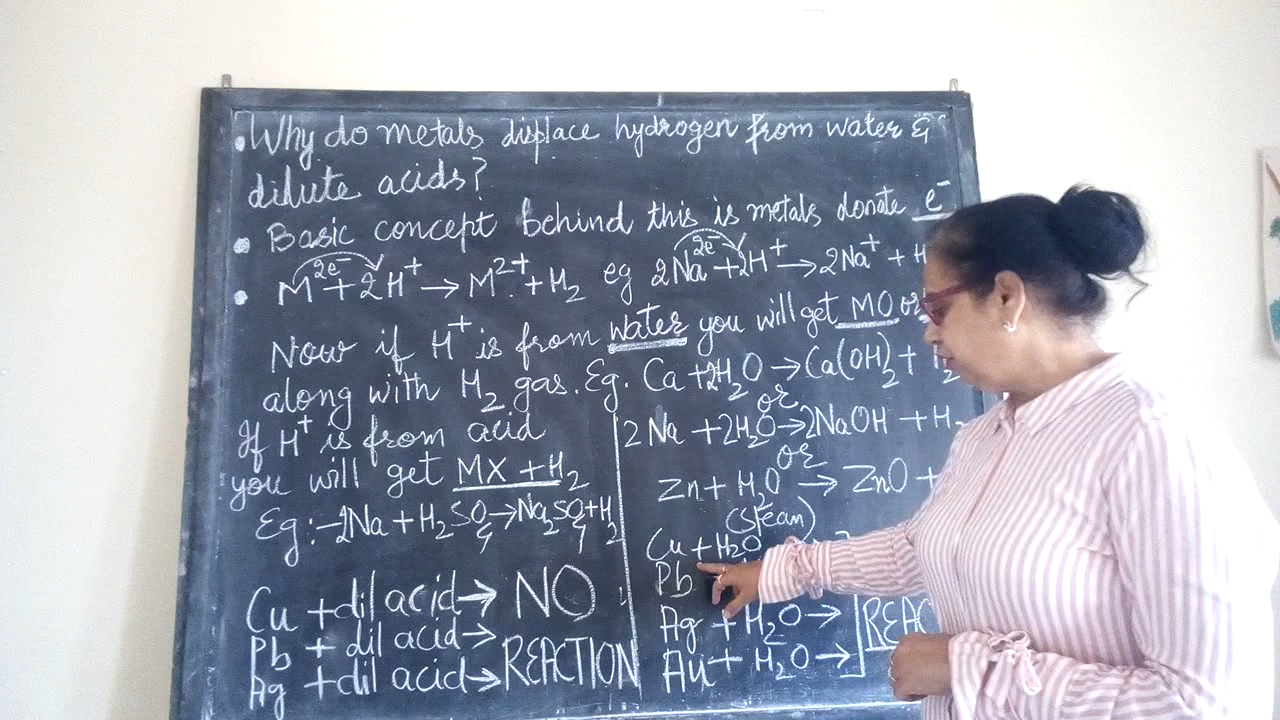 • Why do metals displace hydrogen from water &
dilute acids?
• Basic concept behind this is metals donate e⁻
2e⁻ 2e⁻
• M + 2H⁺ → M²⁺ + H₂ eg 2Na + 2H⁺ → 2Na⁺ + H
Now if H⁺ is from water you will get MO or
along with H₂ gas. Eg. Ca + 2H₂O → Ca(OH)₂ +
or
2Na + 2H₂O → 2NaOH + H₂
or
Zn + H₂O → ZnO +
(Stean)
Cu + H₂O
Pb
Ag + H₂O →
Au + H₂O →
REAC
If H⁺ is from acid
you will get MX + H₂
Eg:- 2Na + H₂SO₄ → Na₂SO₄ + H₂
Cu + dil acid → NO
Pb + dil acid →
Ag + dil acid → REACTION